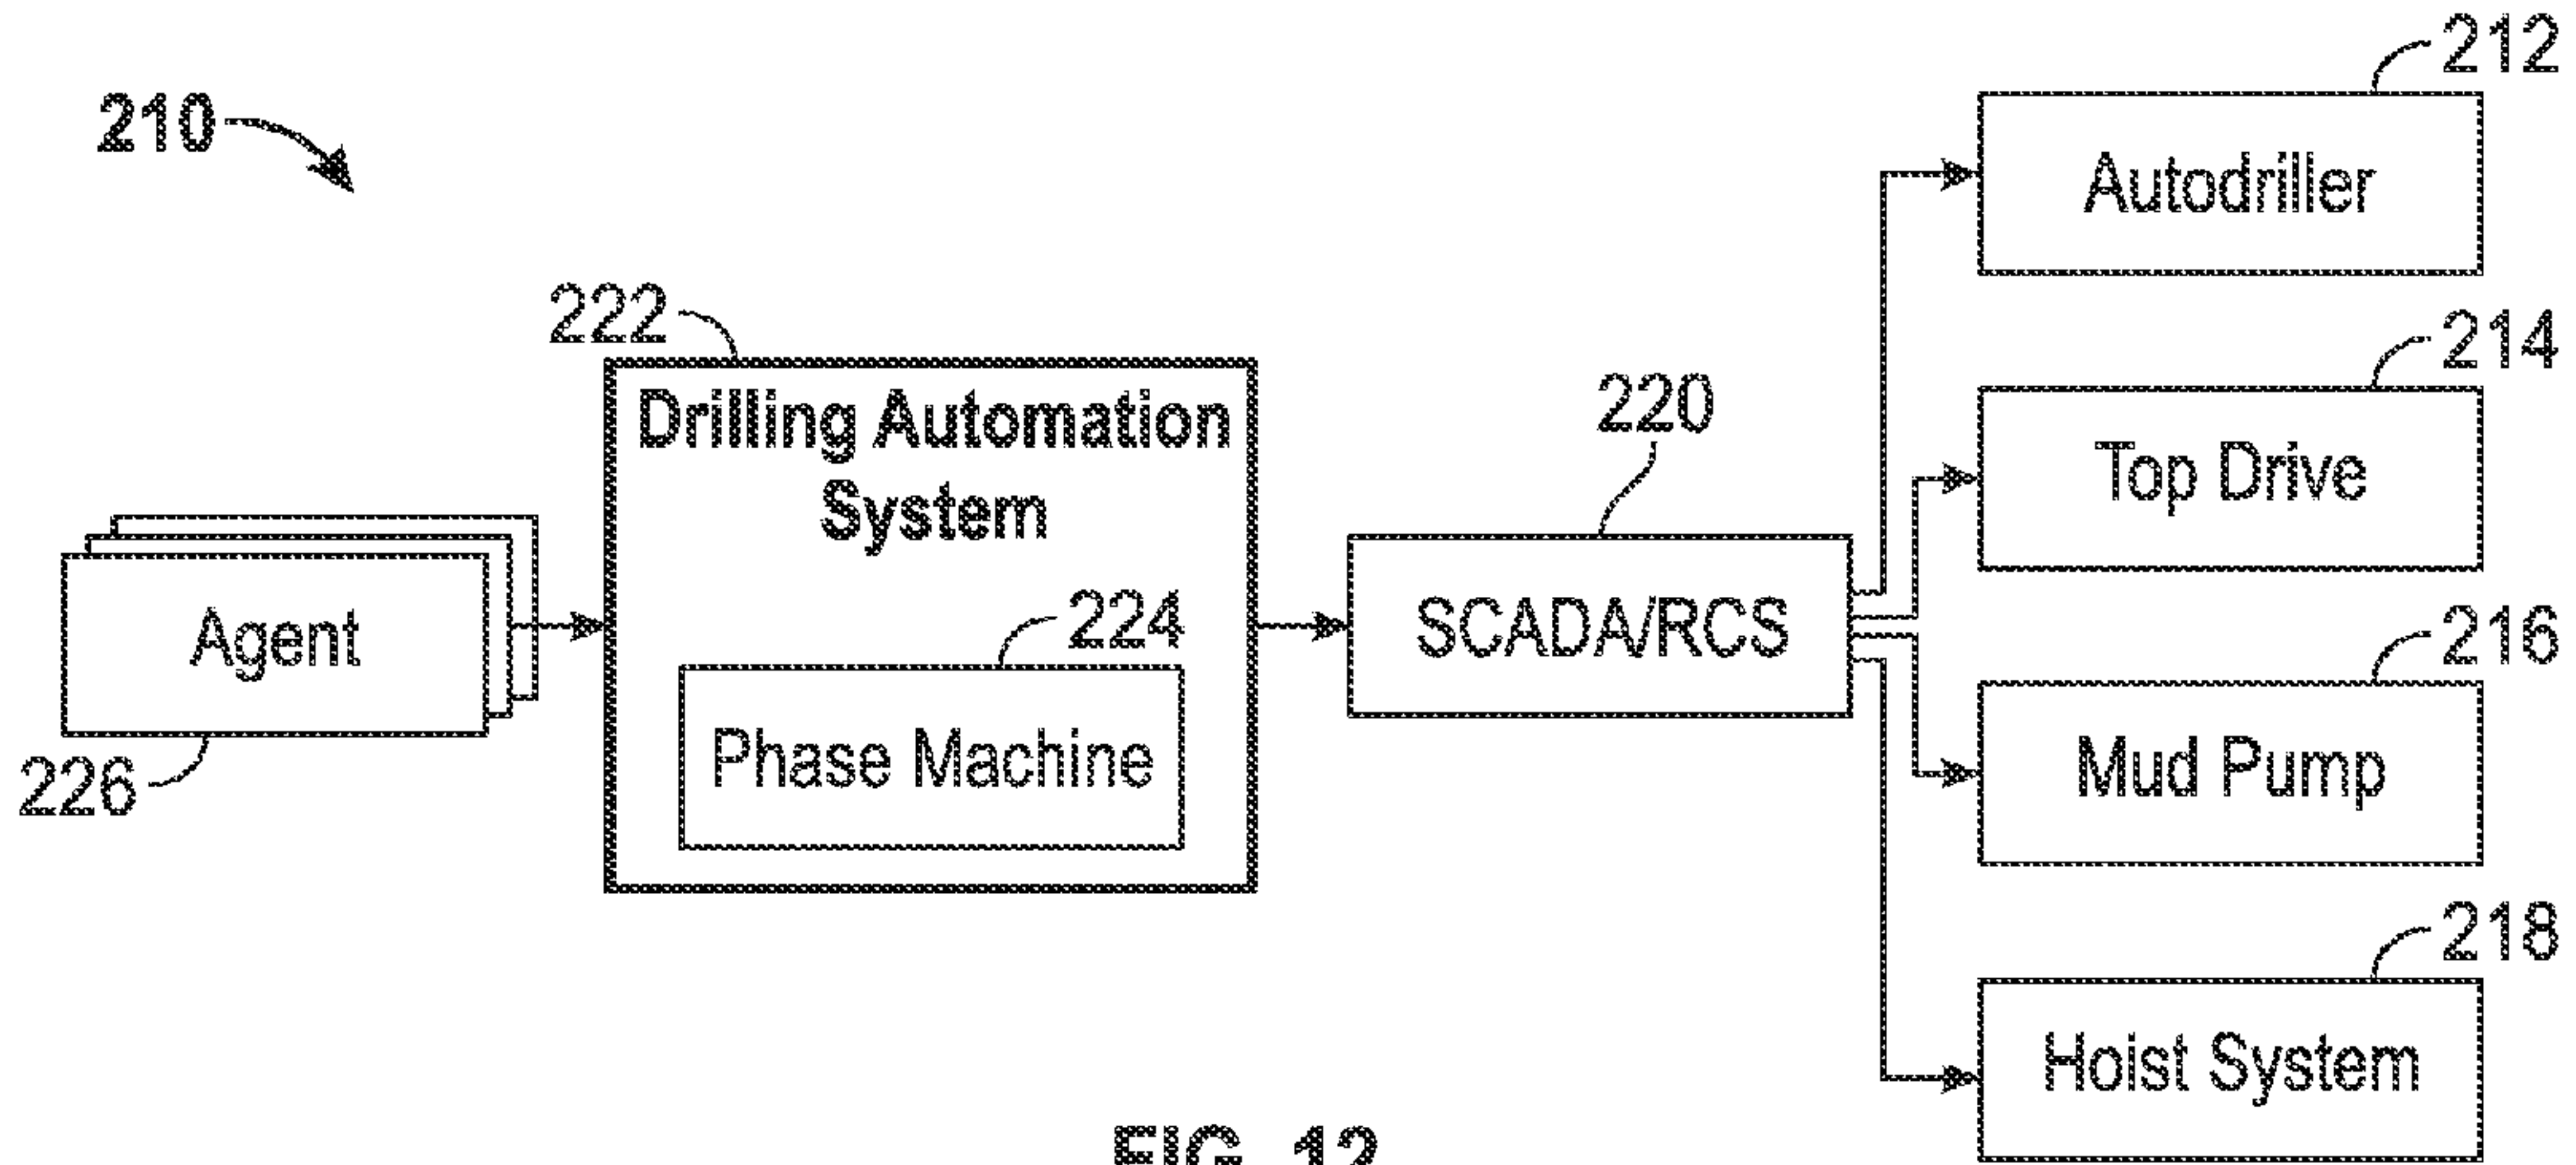 210
212
Autodriller
214
Top Drive
216
Mud Pump
218
Hoist System
220
SCADA/RCS
222
Drilling Automation
System
224
Phase Machine
Agent
226
FIG. 12